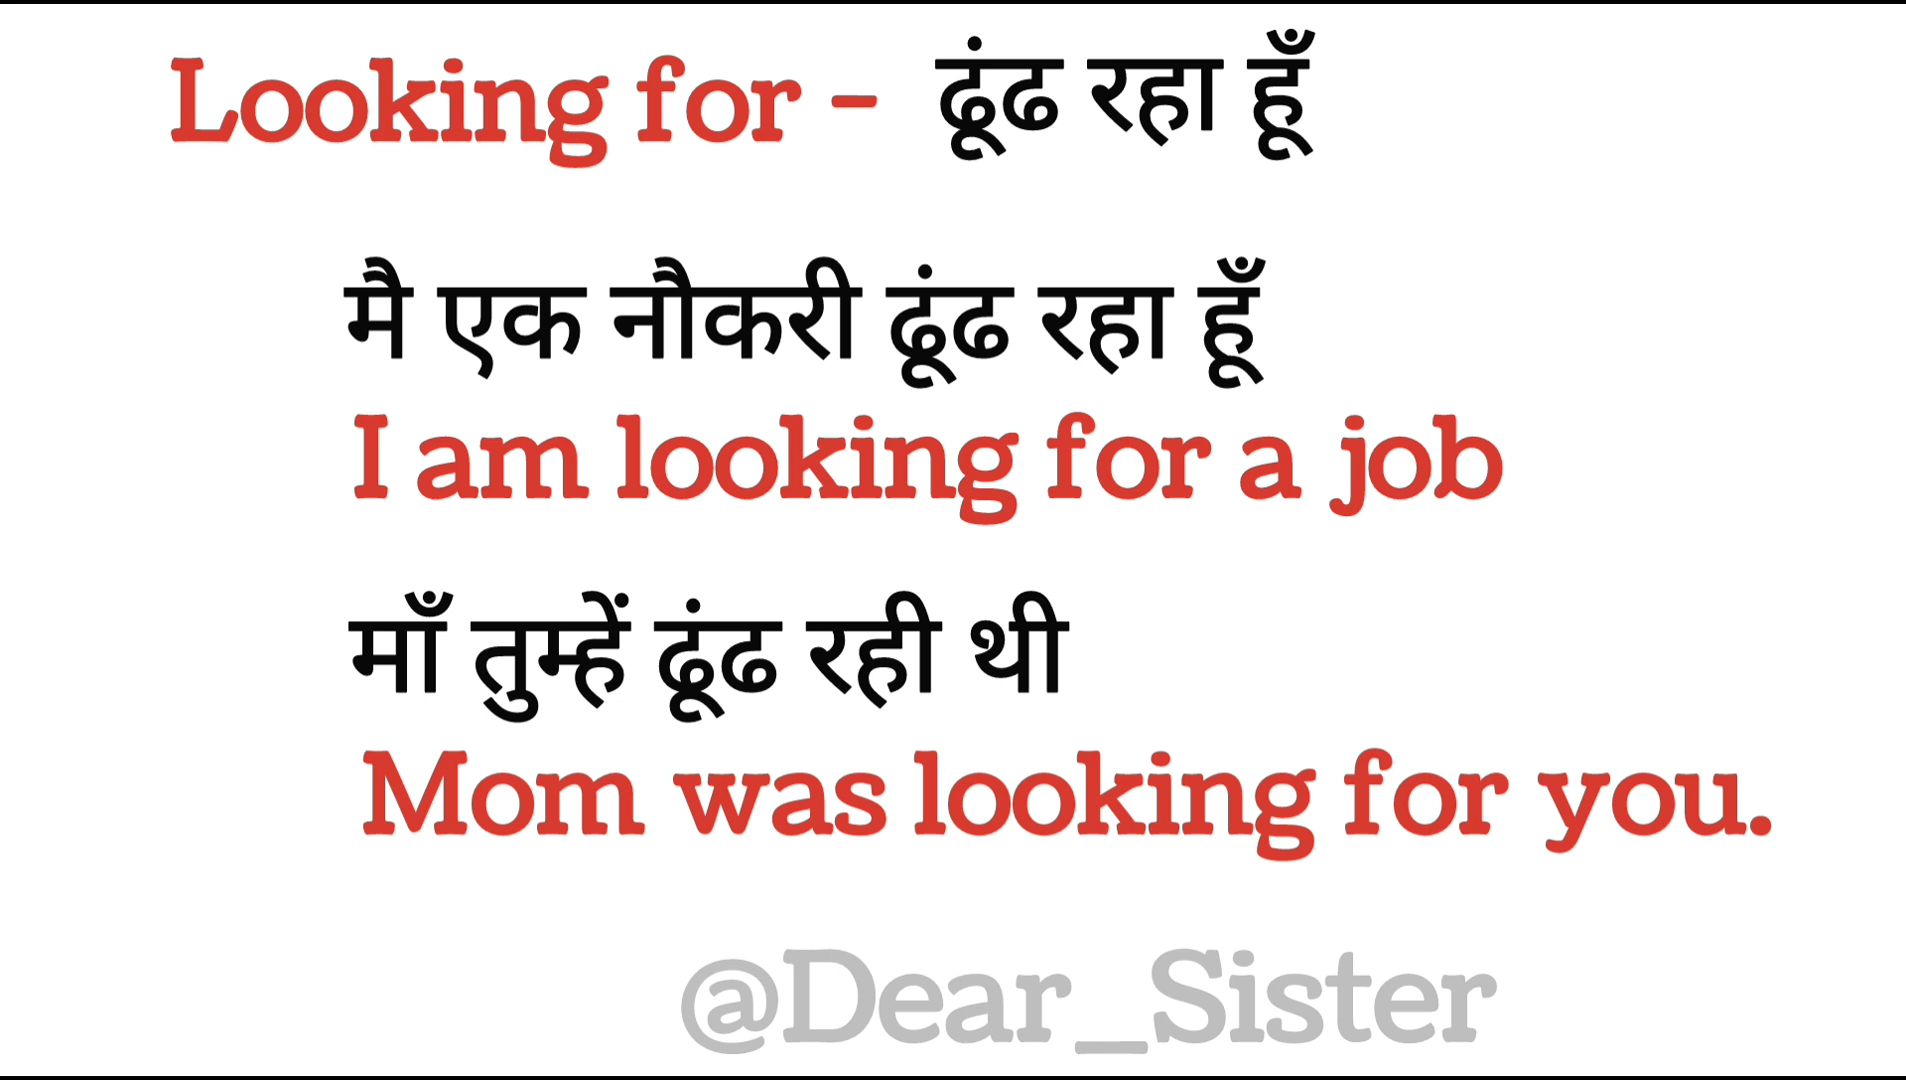 Looking for - ढूंढ रहा हूँ
मै एक नौकरी ढूंढ रहा हूँ
I am looking for a job
माँ तुम्हें ढूंढ रही थी
Mom was looking for you.
@Dear_Sister